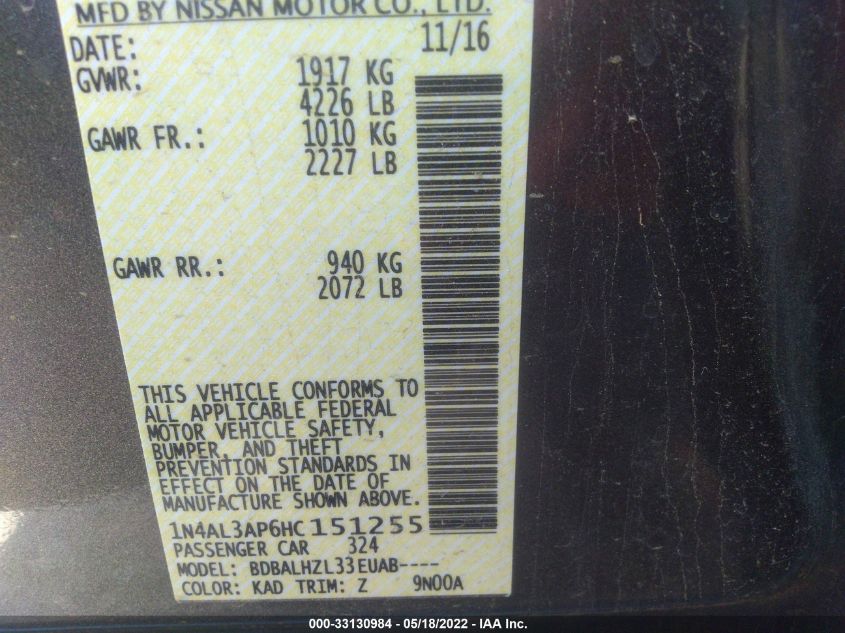 MFD BY NISSAN MOTOR CO., LTD.
DATE: 11/16
GVWR: 1917 KG
4226 LB
GAWR FR.: 1010 KG
2227 LB
GAWR RR.: 940 KG
2072 LB
THIS VEHICLE CONFORMS TO
ALL APPLICABLE FEDERAL
MOTOR VEHICLE SAFETY,
BUMPER, AND THEFT
PREVENTION STANDARDS IN
EFFECT ON THE DATE OF
MANUFACTURE SHOWN ABOVE.
1N4AL3AP6HC151255
PASSENGER CAR 324
MODEL: BDBALHZL33EUAB----
COLOR: KAD TRIM: Z 9N00A
000-33130984 - 05/18/2022 - IAA Inc.